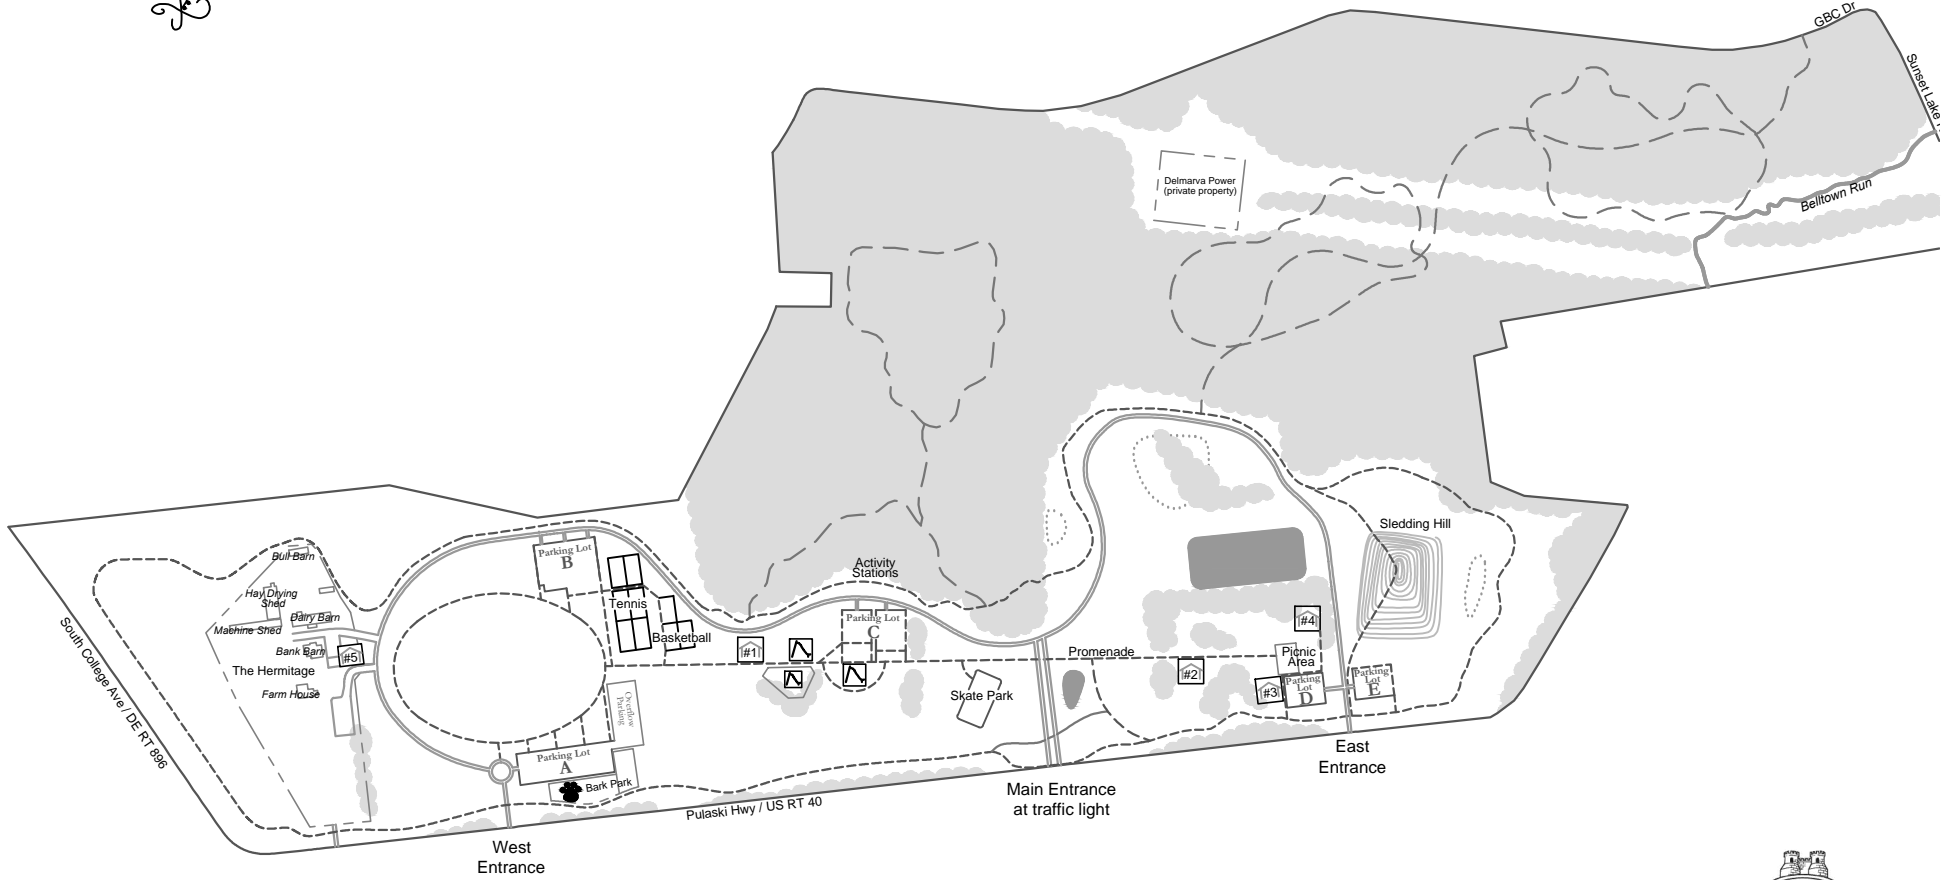 GBC Dr
Sunset Lake
Delmarva Power
(private property)
Belltown Run
Sledding Hill
Bull Barn
Parking Lot
B
Activity
Stations
Hay Drying
Shed
Tennis
Dairy Barn
Parking Lot
C
#4
Machine Shed
Basketball
South College Ave / DE RT 896
Bank Barn
#5
#1
Promenade
Picnic
Area
The Hermitage
#2
Farm House
Overflow
Parking
Skate Park
#3
Parking
Lot
D
Parking
Lot
E
Parking Lot
A
Bark Park
East
Entrance
Main Entrance
at traffic light
Pulaski Hwy / US RT 40
West
Entrance